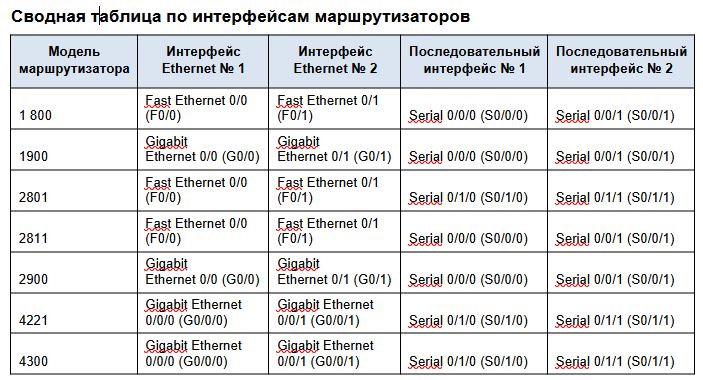 Сводная таблица по интерфейсам маршрутизаторов
Модель маршрутизатора	Интерфейс Ethernet № 1	Интерфейс Ethernet № 2	Последовательный интерфейс № 1	Последовательный интерфейс № 2
1 800	Fast Ethernet 0/0 (F0/0)	Fast Ethernet 0/1 (F0/1)	Serial 0/0/0 (S0/0/0)	Serial 0/0/1 (S0/0/1)
1900	Gigabit Ethernet 0/0 (G0/0)	Gigabit Ethernet 0/1 (G0/1)	Serial 0/0/0 (S0/0/0)	Serial 0/0/1 (S0/0/1)
2801	Fast Ethernet 0/0 (F0/0)	Fast Ethernet 0/1 (F0/1)	Serial 0/1/0 (S0/1/0)	Serial 0/1/1 (S0/1/1)
2811	Fast Ethernet 0/0 (F0/0)	Fast Ethernet 0/1 (F0/1)	Serial 0/0/0 (S0/0/0)	Serial 0/0/1 (S0/0/1)
2900	Gigabit Ethernet 0/0 (G0/0)	Gigabit Ethernet 0/1 (G0/1)	Serial 0/0/0 (S0/0/0)	Serial 0/0/1 (S0/0/1)
4221	Gigabit Ethernet 0/0/0 (G0/0/0)	Gigabit Ethernet 0/0/1 (G0/0/1)	Serial 0/1/0 (S0/1/0)	Serial 0/1/1 (S0/1/1)
4300	Gigabit Ethernet 0/0/0 (G0/0/0)	Gigabit Ethernet 0/0/1 (G0/0/1)	Serial 0/1/0 (S0/1/0)	Serial 0/1/1 (S0/1/1)